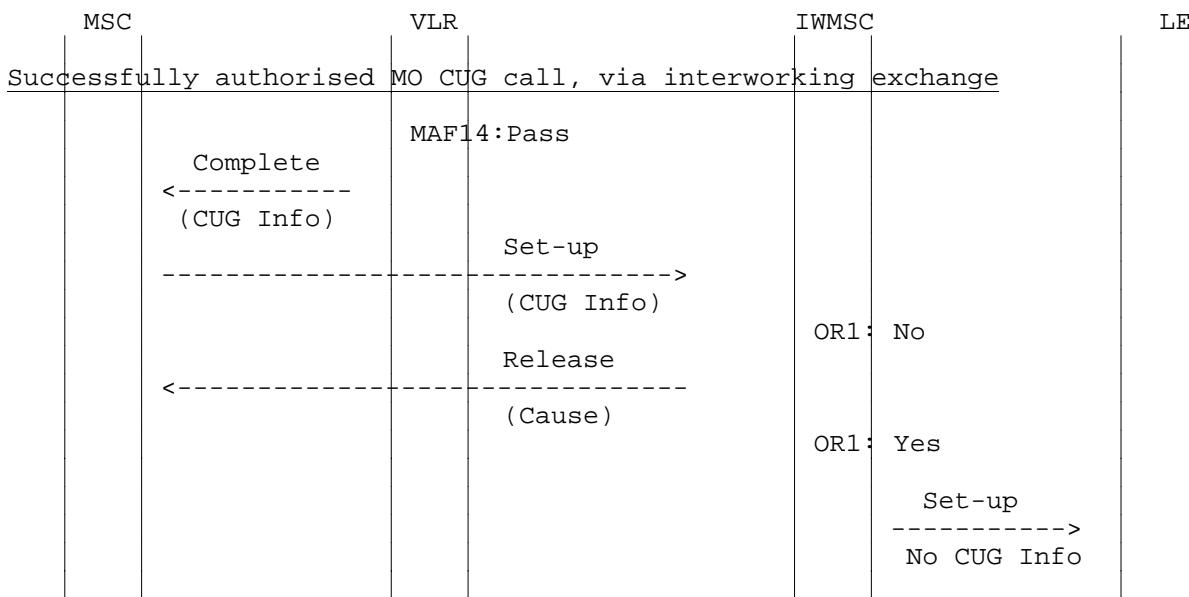 MSC VLR IWMSC LE
Successfully authorised MO CUG call, via interworking exchange
MAF14:Pass
Complete
<-----------
(CUG Info)
Set-up
-------------------------------->
(CUG Info)
OR1: No
Release
<--------------------------------
(Cause)
OR1: Yes
Set-up
----------->
No CUG Info